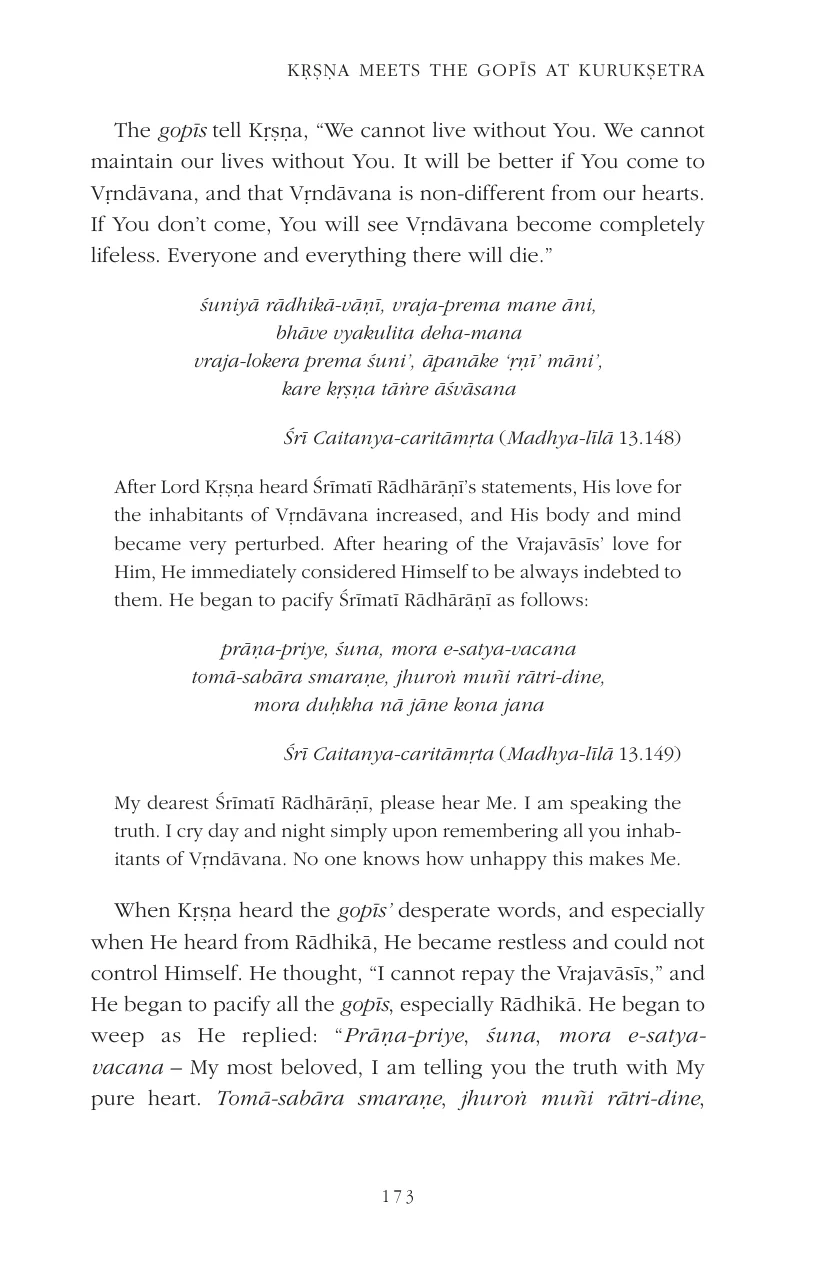 KṚṢṆA MEETS THE GOPĪS AT KURUKṢETRA
The gopīs tell Kṛṣṇa, “We cannot live without You. We cannot
maintain our lives without You. It will be better if You come to
Vṛndāvana, and that Vṛndāvana is non-different from our hearts.
If You don’t come, You will see Vṛndāvana become completely
lifeless. Everyone and everything there will die.”
śuniyā rādhikā-vāṇī, vraja-prema mane āni,
bhāve vyakulita deha-mana
vraja-lokera prema śuni’, āpanāke ‘ṛṇī’ māni’,
kare kṛṣṇa tāṅre āśvāsana
Śrī Caitanya-caritāmṛta (Madhya-līlā 13.148)
After Lord Kṛṣṇa heard Śrīmatī Rādhārāṇī’s statements, His love for
the inhabitants of Vṛndāvana increased, and His body and mind
became very perturbed. After hearing of the Vrajavāsīs’ love for
Him, He immediately considered Himself to be always indebted to
them. He began to pacify Śrīmatī Rādhārāṇī as follows:
prāṇa-priye, śuna, mora e-satya-vacana
tomā-sabāra smaraṇe, jhuroṅ muñi rātri-dine,
mora duḥkha nā jāne kona jana
Śrī Caitanya-caritāmṛta (Madhya-līlā 13.149)
My dearest Śrīmatī Rādhārāṇī, please hear Me. I am speaking the
truth. I cry day and night simply upon remembering all you inhab-
itants of Vṛndāvana. No one knows how unhappy this makes Me.
When Kṛṣṇa heard the gopīs’ desperate words, and especially
when He heard from Rādhikā, He became restless and could not
control Himself. He thought, “I cannot repay the Vrajavāsīs,” and
He began to pacify all the gopīs, especially Rādhikā. He began to
weep as He replied: “Prāṇa-priye, śuna, mora e-satya-
vacana – My most beloved, I am telling you the truth with My
pure heart. Tomā-sabāra smaraṇe, jhuroṅ muñi rātri-dine,
173